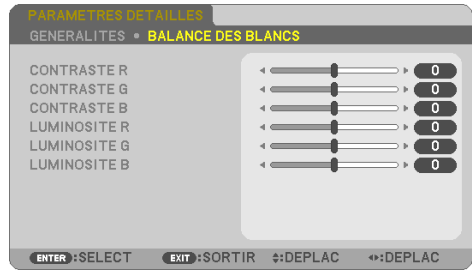 PARAMETRES DETAILLES
GENERALITES • BALANCE DES BLANCS
CONTRASTE R 0
CONTRASTE G 0
CONTRASTE B 0
LUMINOSITE R 0
LUMINOSITE G 0
LUMINOSITE B 0
ENTER :SELECT EXIT :SORTIR :DEPLAC :DEPLAC